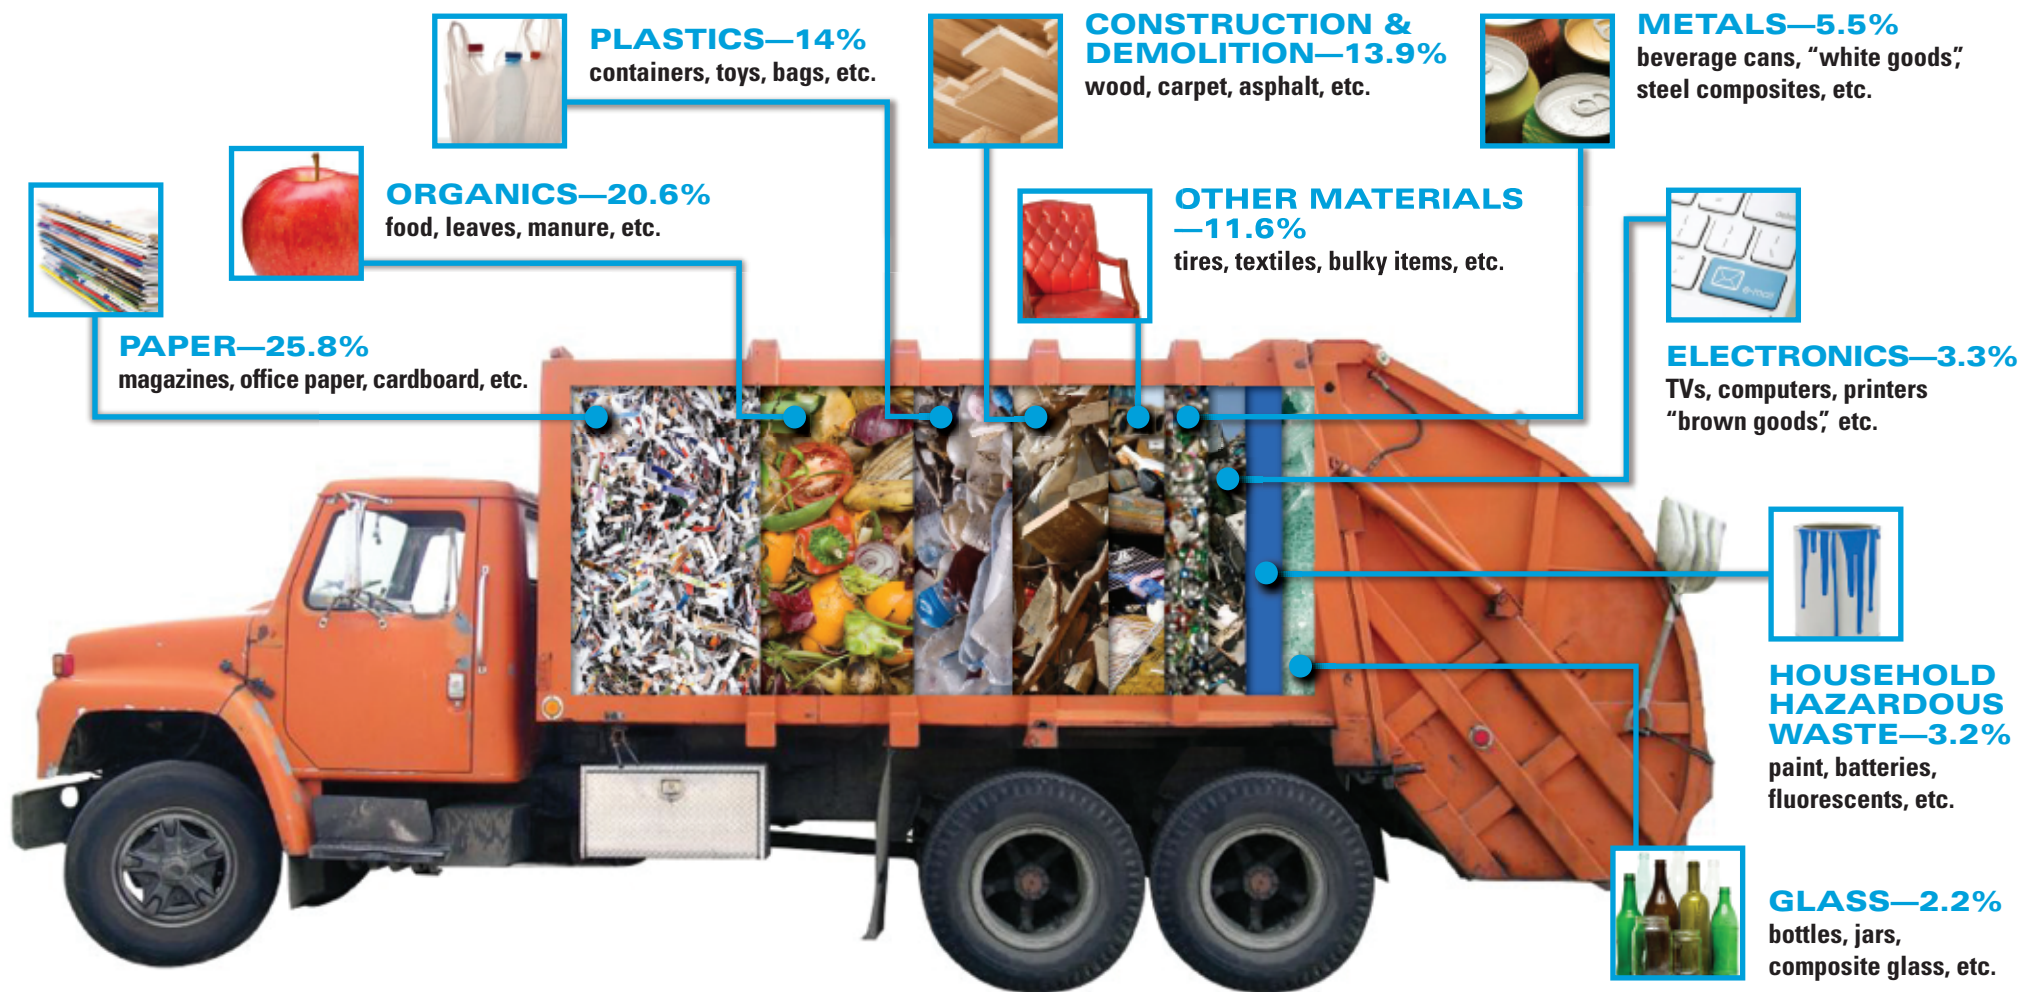 PLASTICS—14%
containers, toys, bags, etc.
CONSTRUCTION &
DEMOLITION—13.9%
wood, carpet, asphalt, etc.
METALS—5.5%
beverage cans, “white goods”,
steel composites, etc.
ORGANICS—20.6%
food, leaves, manure, etc.
OTHER MATERIALS
—11.6%
tires, textiles, bulky items, etc.
delete
e-mail
PAPER—25.8%
magazines, office paper, cardboard, etc.
ELECTRONICS—3.3%
TVs, computers, printers
“brown goods”, etc.
HOUSEHOLD
HAZARDOUS
WASTE—3.2%
paint, batteries,
fluorescents, etc.
GLASS—2.2%
bottles, jars,
composite glass, etc.